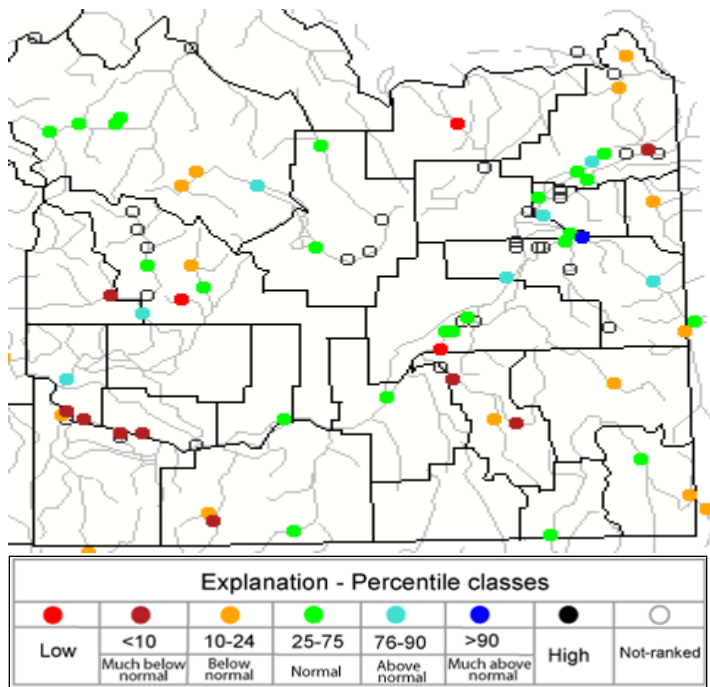 Explanation - Percentile classes
Low
<10
10-24
25-75
76-90
>90
High
Not-ranked
Much below
normal
Below
normal
Normal
Above
normal
Much above
normal